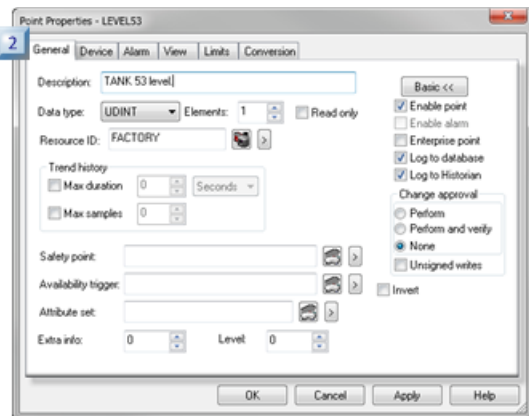 Point Properties - LEVEL53
2
General Device Alarm View Limits Conversion
Description: TANK 53 level
Basic <<
Data type: UDINT Elements: 1 Read only
Enable point
Enable alarm
Resource ID: FACTORY >
Enterprise point
Log to database
Trend history
Log to Historian
Max duration 0 Seconds
Change approval
Max samples 0
Perform
Perform and verify
None
Safety point: >
Unsigned writes
Availability trigger: >
Invert
Attribute set: >
Extra info: 0 Level: 0
OK Cancel Apply Help